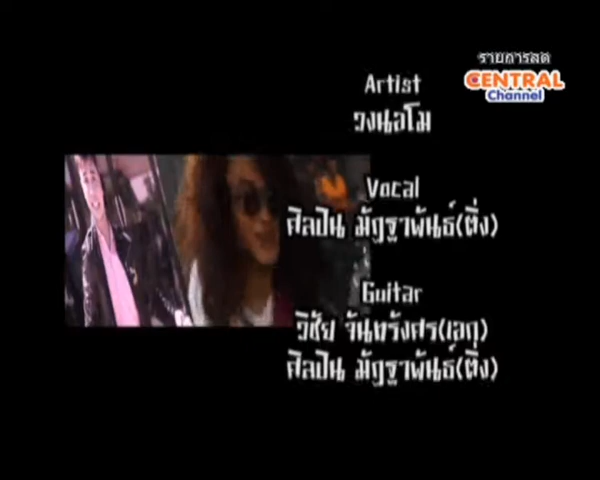 รายการสด
CENTRAL
Channel
Artist
วงนอโม
Vocal
ศิลปิน มัฎฐาพันธ์(ติ่ง)
Guitar
วิชัย จันทรังศร(เอก)
ศิลปิน มัฎฐาพันธ์(ติ่ง)